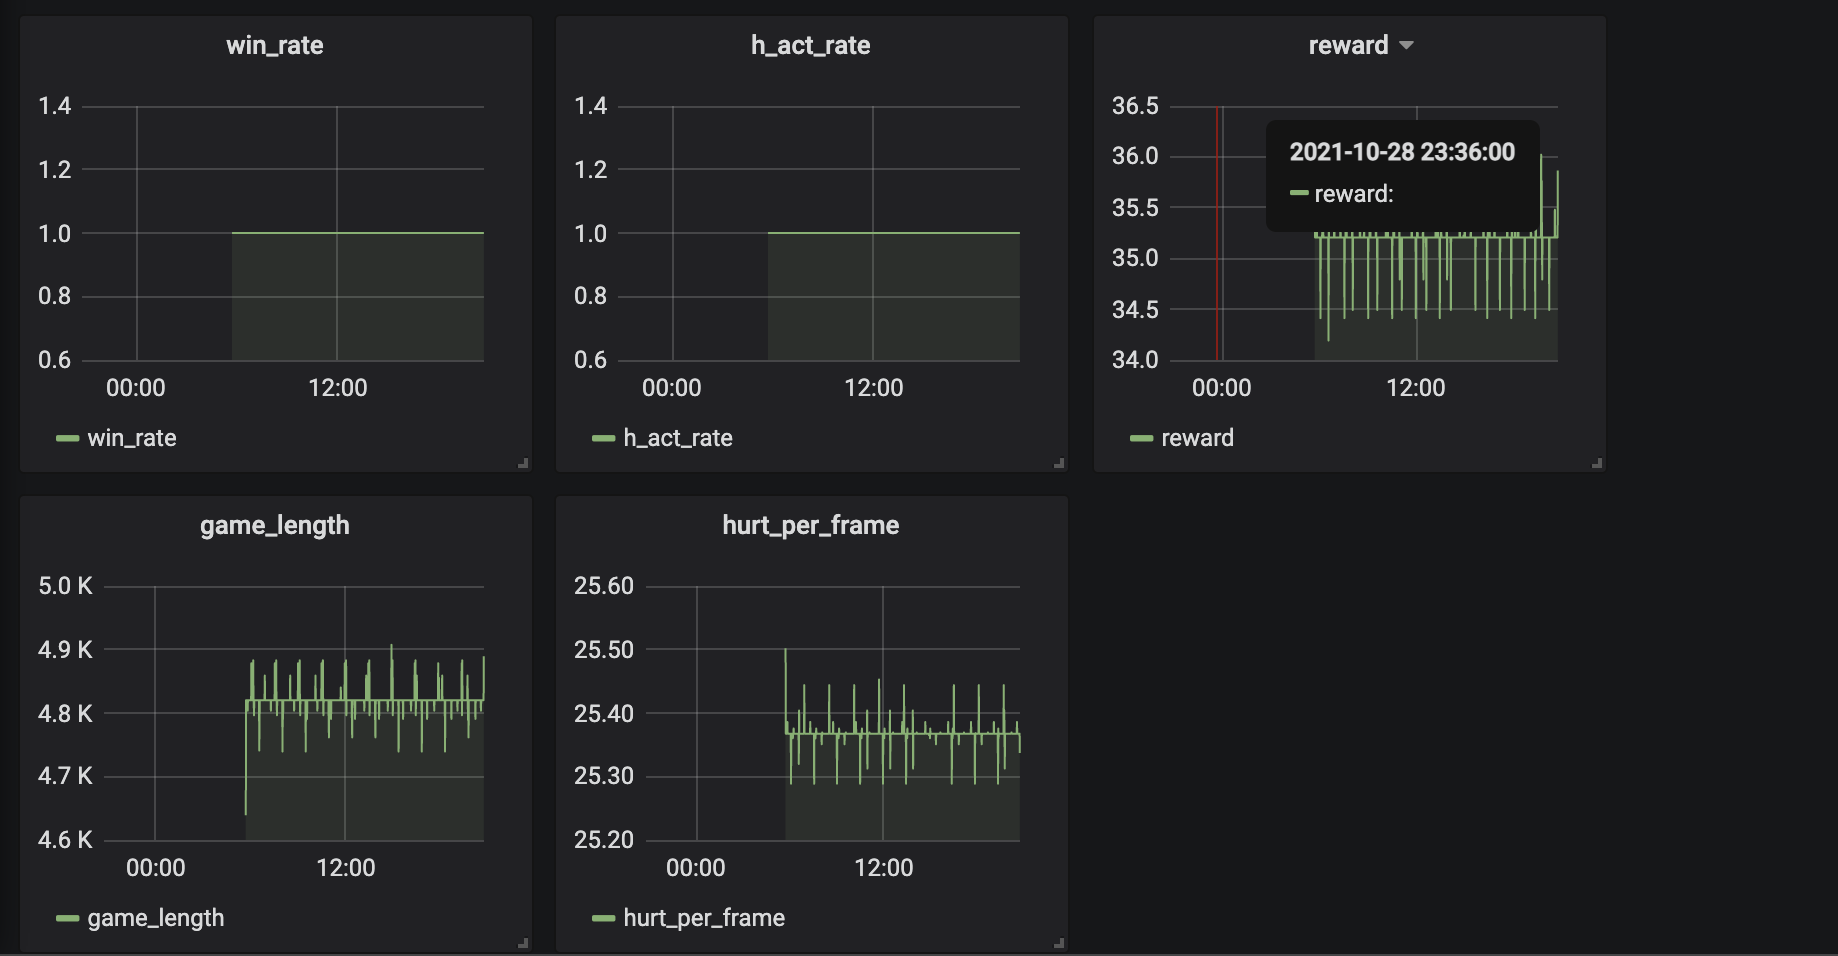 win_rate
1.4
1.2
1.0
0.8
0.6
00:00 12:00
win_rate
h_act_rate
1.4
1.2
1.0
0.8
0.6
00:00 12:00
h_act_rate
reward
36.5
36.0
35.5
35.0
34.5
34.0
2021-10-28 23:36:00
reward:
00:00 12:00
reward
game_length
5.0 K
4.9 K
4.8 K
4.7 K
4.6 K
00:00 12:00
game_length
hurt_per_frame
25.60
25.50
25.40
25.30
25.20
00:00 12:00
hurt_per_frame